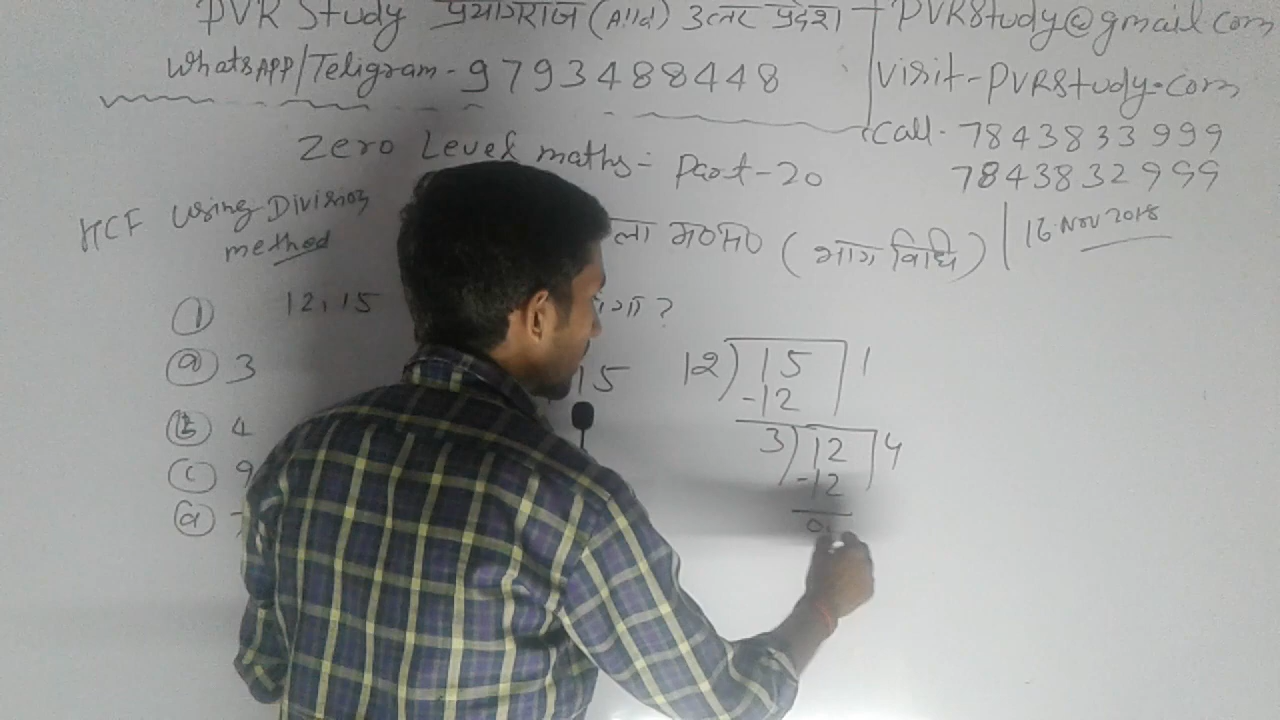 PVR Study प्रयागराज (Alld) उत्तर प्रदेश
PVRStudy@gmail.com
WhatsAPP/Teligram - 9793488448
Visit-PVRStudy.com
Call - 7843833999
7843832999
Zero Level maths = Part-20
HCF Using Division method
ला म०स० (भाग विधि)
16 Nov 2018
① 12, 15 ?
ⓐ 3
ⓑ 4
ⓒ 9
ⓓ
15
12) 15 ( 1
-12
3) 12 ( 4
-12
0